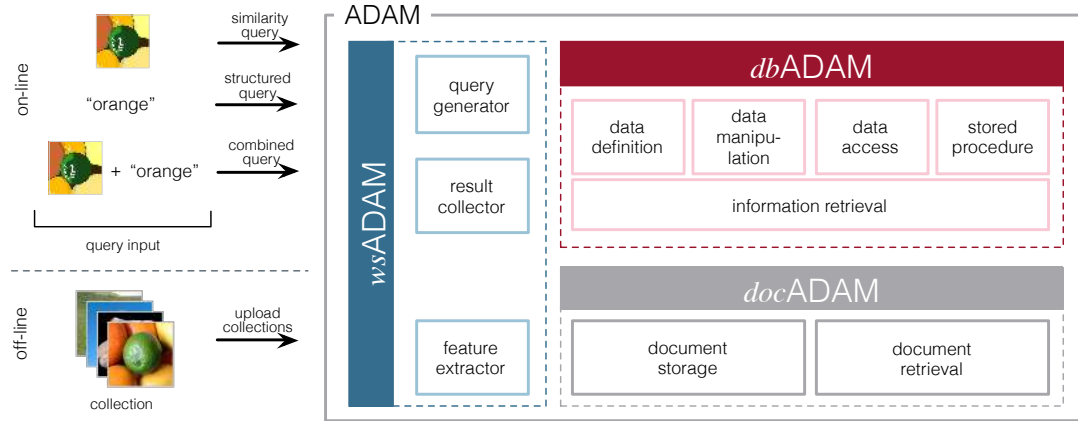 ADAM
on-line
similarity
query
structured
query
"orange"
combined
query
+ "orange"
query input
off-line
upload
collections
collection
wsADAM
query
generator
result
collector
feature
extractor
dbADAM
data
definition
data
manipu-
lation
data
access
stored
procedure
information retrieval
docADAM
document
storage
document
retrieval